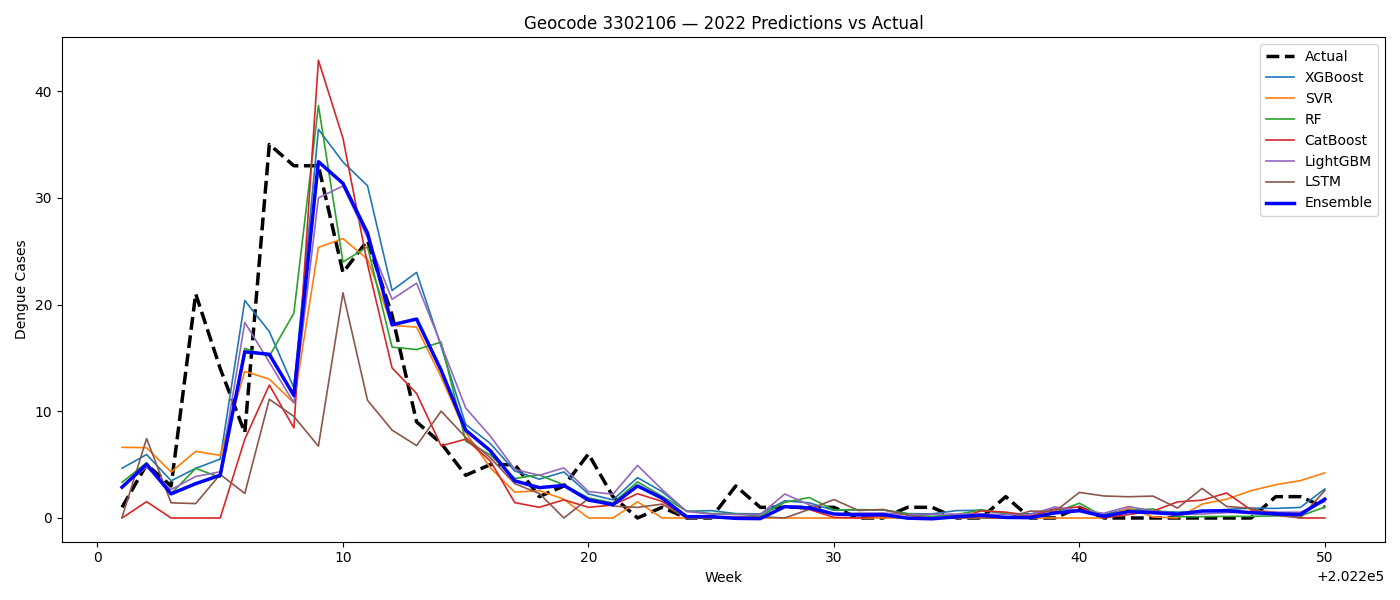 Geocode 3302106 — 2022 Predictions vs Actual
Dengue Cases
40
30
20
10
0
0
10
20
30
40
50
Week
+2.022e5
Actual
XGBoost
SVR
RF
CatBoost
LightGBM
LSTM
Ensemble